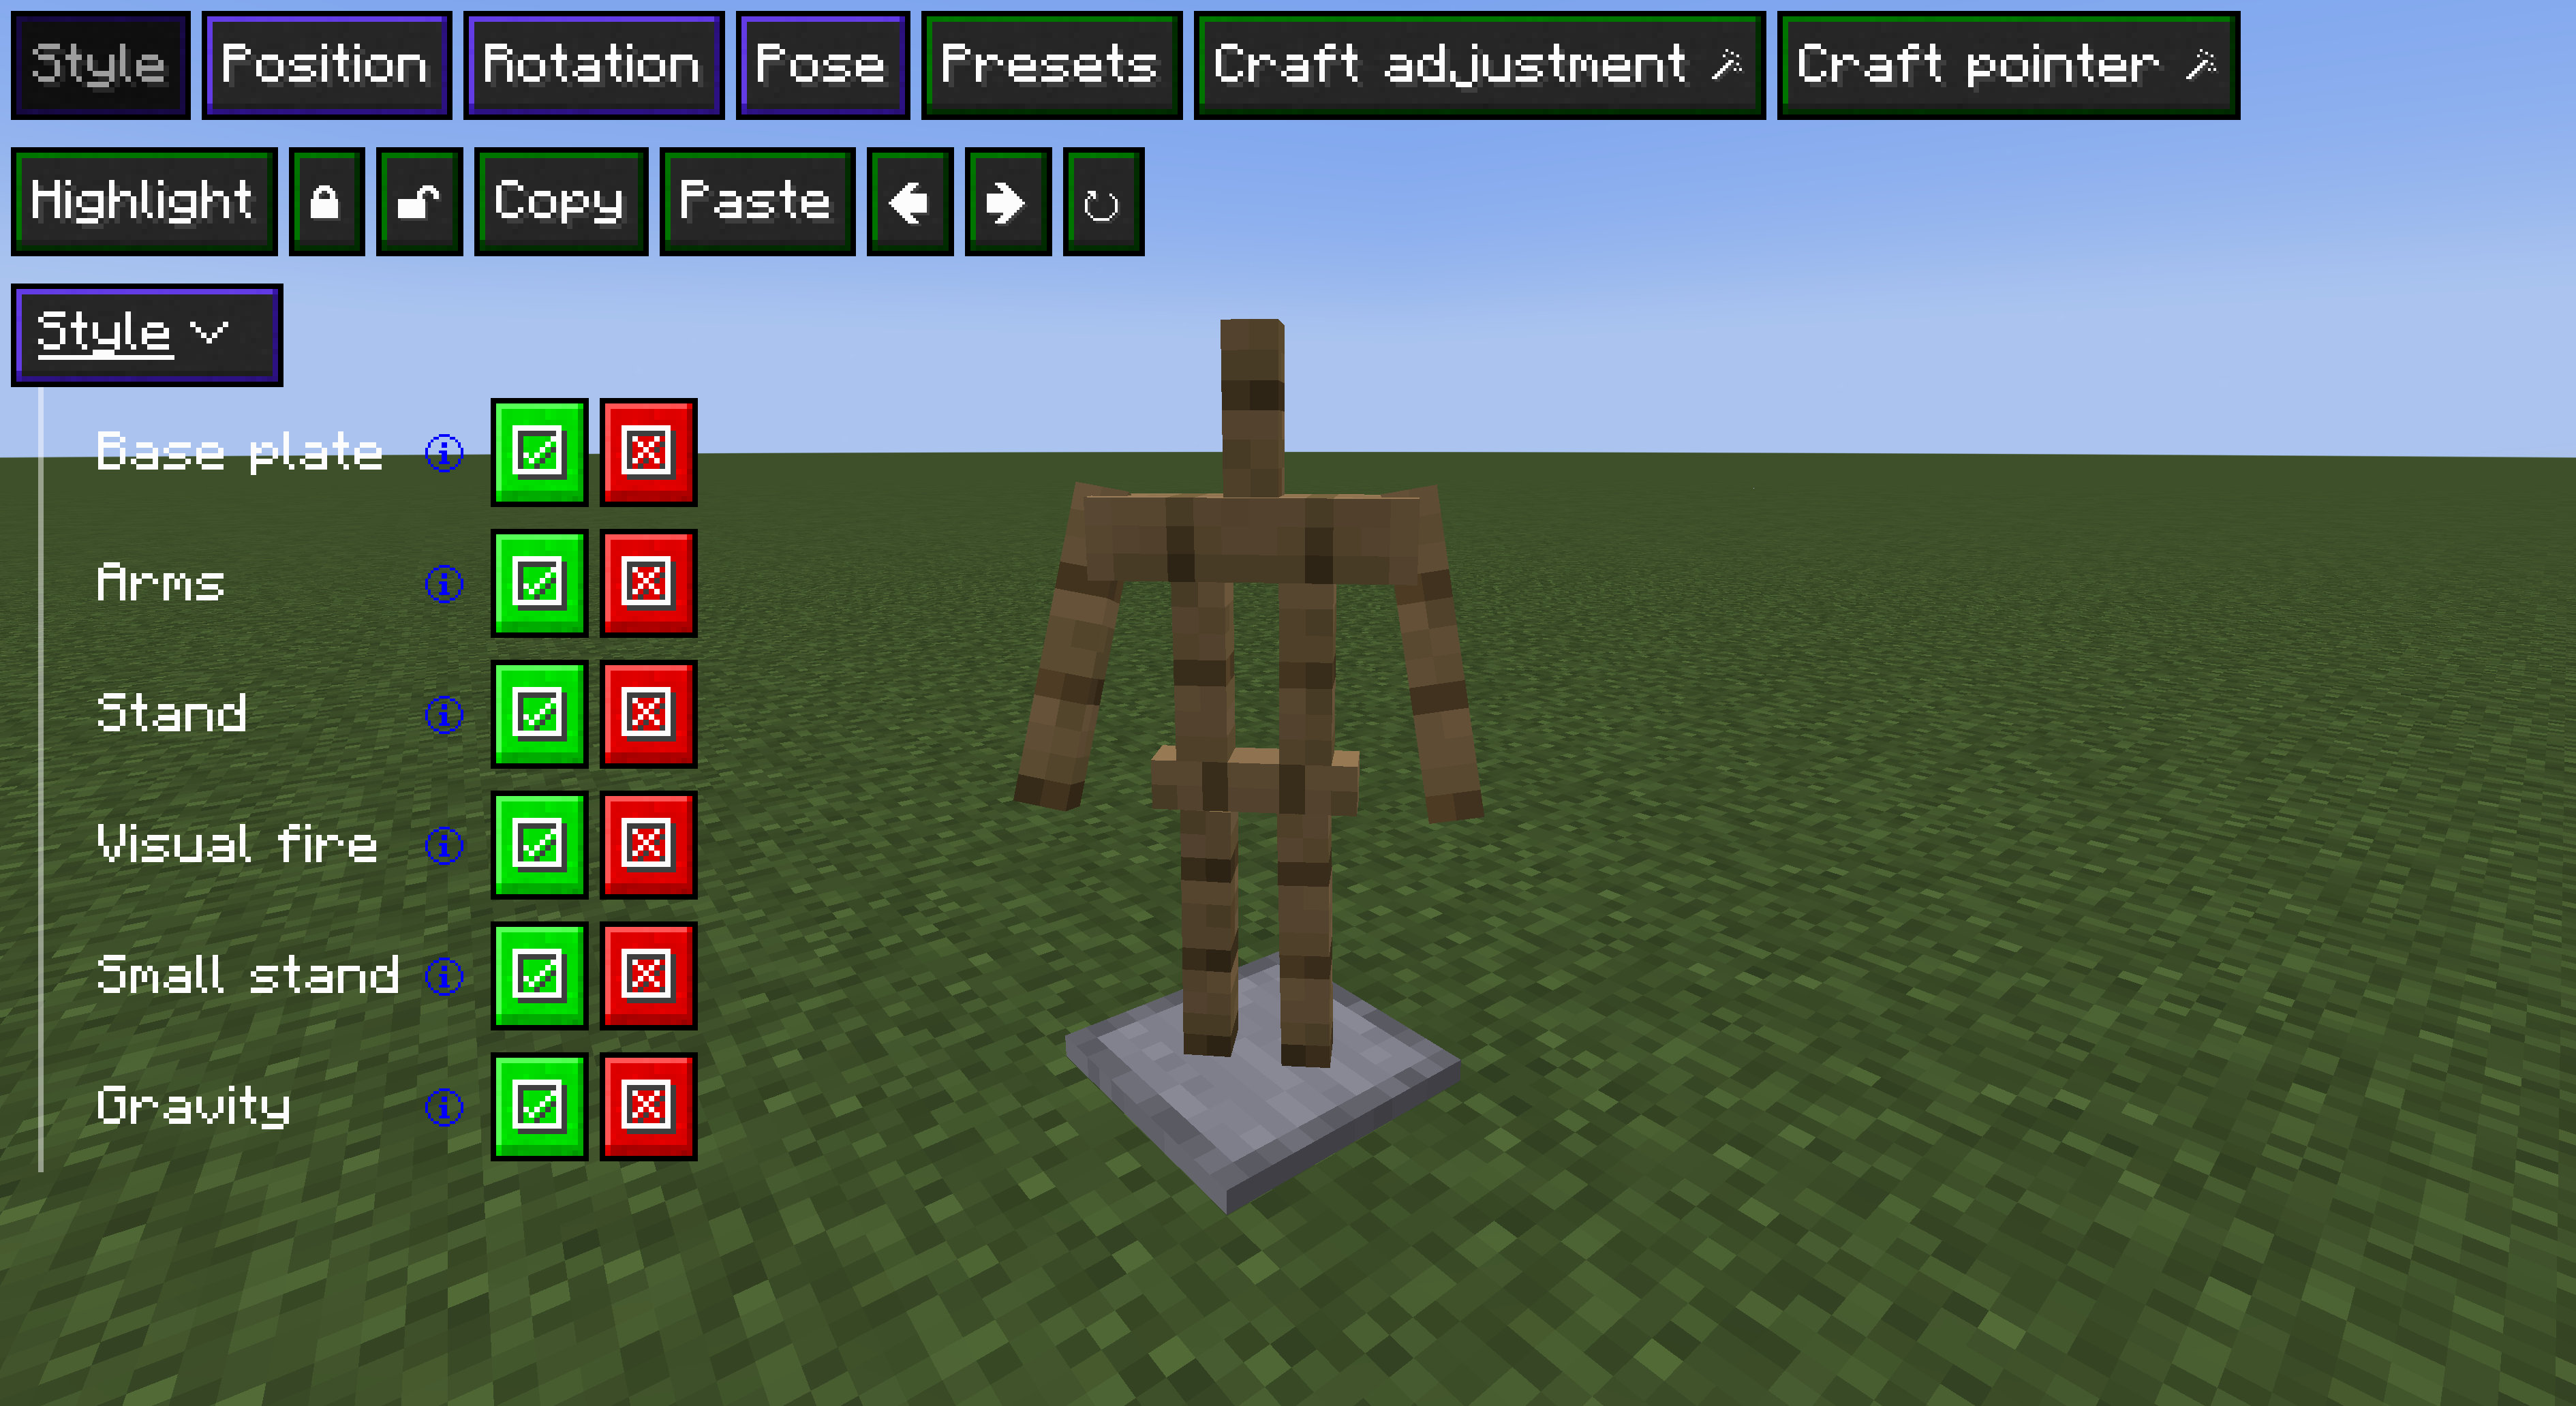 Style Position Rotation Pose Presets Craft adjustment Craft pointer
Highlight Copy Paste
Style
Base plate
Arms
Stand
Visual fire
Small stand
Gravity